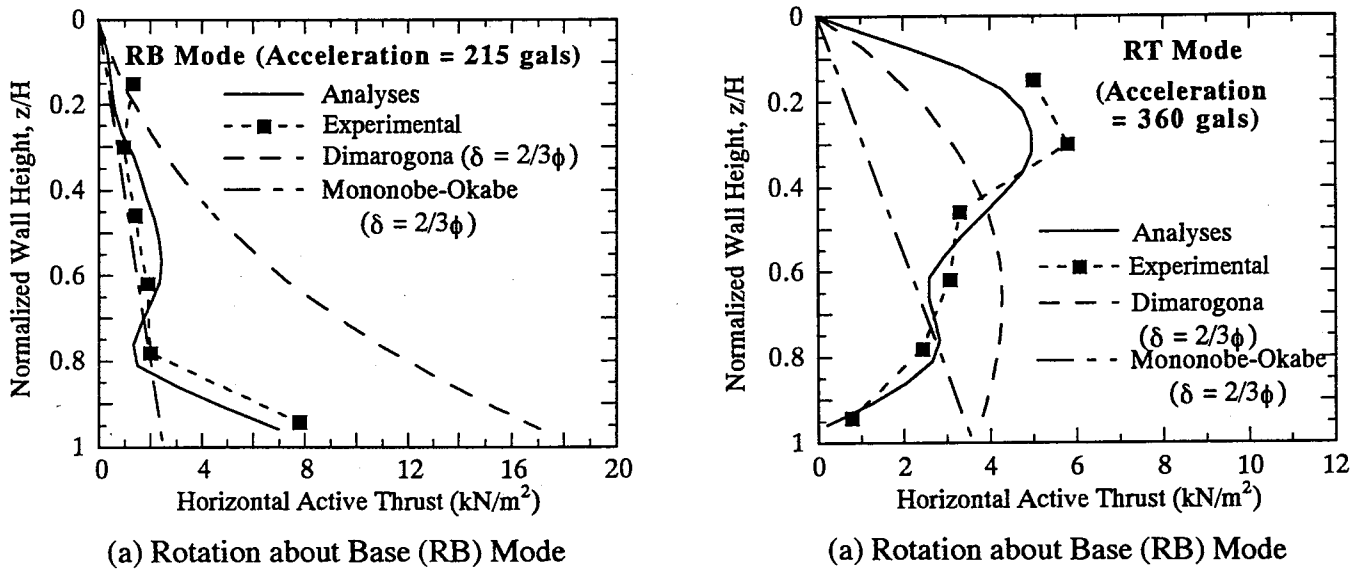 RB Mode (Acceleration = 215 gals)
Analyses
Experimental
Dimarogona (δ = 2/3ϕ)
Mononobe-Okabe
(δ = 2/3ϕ)
Normalized Wall Height, z/H
0
0.2
0.4
0.6
0.8
1
0
4
8
12
16
20
Horizontal Active Thrust (kN/m²)
(a) Rotation about Base (RB) Mode
RT Mode
(Acceleration
= 360 gals)
Analyses
Experimental
Dimarogona
(δ = 2/3ϕ)
Mononobe-Okabe
(δ = 2/3ϕ)
Normalized Wall Height, z/H
0
0.2
0.4
0.6
0.8
1
0
2
4
6
8
10
12
Horizontal Active Thrust (kN/m²)
(a) Rotation about Base (RB) Mode